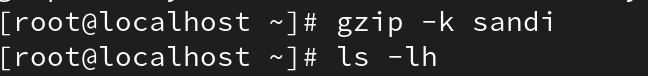 [root@localhost ~]# gzip -k sandi
[root@localhost ~]# ls -lh